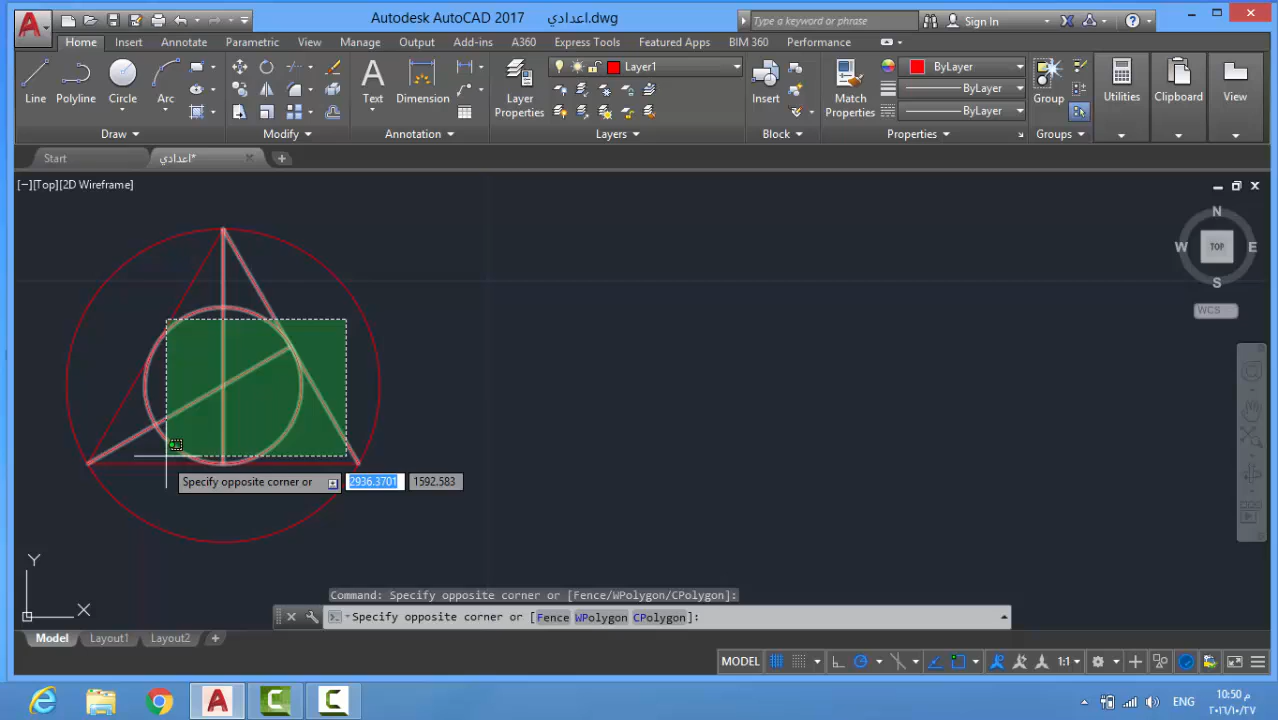 Autodesk AutoCAD 2017 اعدادي.dwg
Type a keyword or phrase
Sign In
Home Insert Annotate Parametric View Manage Output Add-ins A360 Express Tools Featured Apps BIM 360 Performance
Line Polyline Circle Arc
Text Dimension
Layer Properties
Layer1
Insert
Match Properties
ByLayer
ByLayer
ByLayer
Group
Utilities
Clipboard
View
Draw Modify Annotation Layers Block Properties Groups
Start اعدادي*
[−][Top][2D Wireframe]
N
W TOP E
S
WCS
Specify opposite corner or 2936.3701 1592.583
Y
X
Command: Specify opposite corner or [Fence/WPolygon/CPolygon]:
Specify opposite corner or [Fence WPolygon CPolygon]:
Model Layout1 Layout2
MODEL 1:1
ENG
10:50 م
٢٠١٦/١٠/٢٧